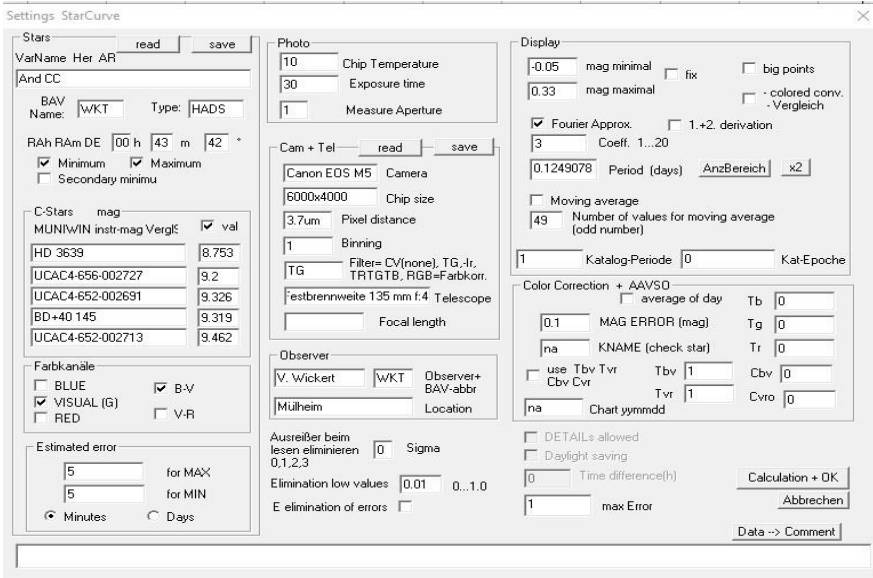 Settings StarCurve
Stars
read save
VarName Her AR
And CC
BAV
Name: WKT Type: HADS
RAh RAm DE 00 h 43 m 42 °
Minimum Maximum
Secondary minimu
C-Stars mag
MUNIWIN instr-mag VerglS val
HD 3639 8.753
UCAC4-656-002727 9.2
UCAC4-652-002691 9.326
BD+40 145 9.319
UCAC4-652-002713 9.462
Farbkanäle
BLUE B-V
VISUAL (G)
RED V-R
Estimated error
5 for MAX
5 for MIN
Minutes Days
Photo
10 Chip Temperature
30 Exposure time
1 Measure Aperture
Cam + Tel read save
Canon EOS M5 Camera
6000x4000 Chip size
3.7um Pixel distance
1 Binning
TG Filter= CV(none), TG,-Ir,
TRTGTB, RGB=Farbkorr.
estbrennweite 135 mm f:4 Telescope
Focal length
Observer
V. Wickert WKT Observer+
BAV-abbr
Mülheim Location
Ausreißer beim
lesen eliminieren 0 Sigma
0,1,2,3
Elimination low values 0.01 0...1.0
E elimination of errors
Display
-0.05 mag minimal fix big points
0.33 mag maximal - colored conv.
- Vergleich
Fourier Approx. 1.+2. derivation
3 Coeff. 1...20
0.1249078 Period (days) AnzBereich x2
Moving average
49 Number of values for moving average
(odd number)
1 Katalog-Periode 0 Kat-Epoche
Color Correction + AAVSO
average of day Tb 0
0.1 MAG ERROR (mag) Tg 0
na KNAME (check star) Tr 0
use Tbv Tvr Tbv 1 Cbv 0
Cbv Cvr
Tvr 1 Cvro 0
na Chart yymmdd
DETAILs allowed
Daylight saving
0 Time difference(h) Calculation + OK
1 max Error Abbrechen
Data --> Comment